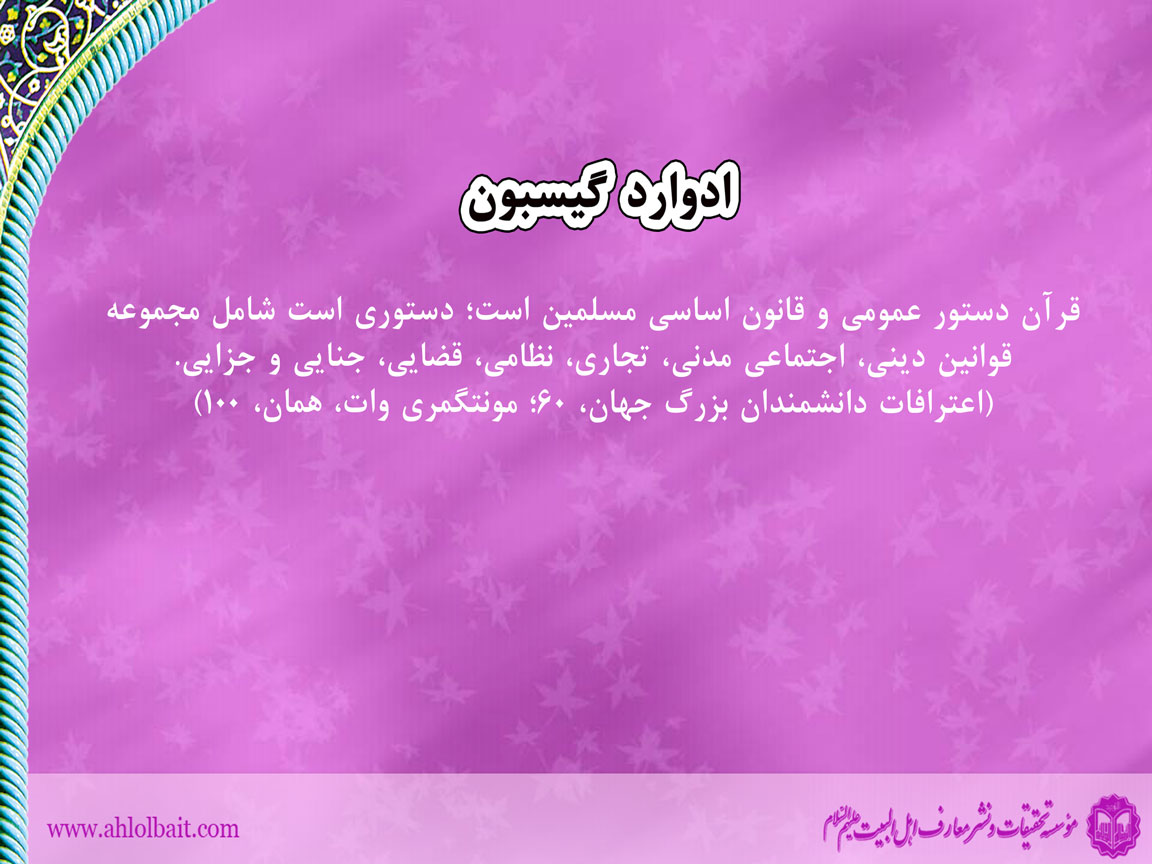 ادوارد گیسبون
قرآن دستور عمومی و قانون اساسی مسلمین است؛ دستوری است شامل مجموعه
قوانین دینی، اجتماعی مدنی، تجاری، نظامی، قضایی، جنایی و جزایی.
(اعترافات دانشمندان بزرگ جهان، ۶۰؛ مونتگمری وات، همان، ۱۰۰)
موسسه تحقیقات و نشر معارف اهل البیت علیهم السلام
www.ahlolbait.com